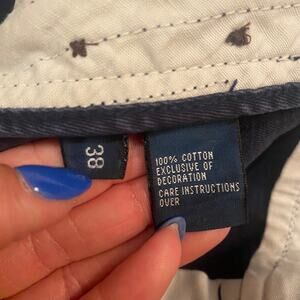 38
100% COTTON
EXCLUSIVE OF
DECORATION
CARE INSTRUCTIONS
OVER